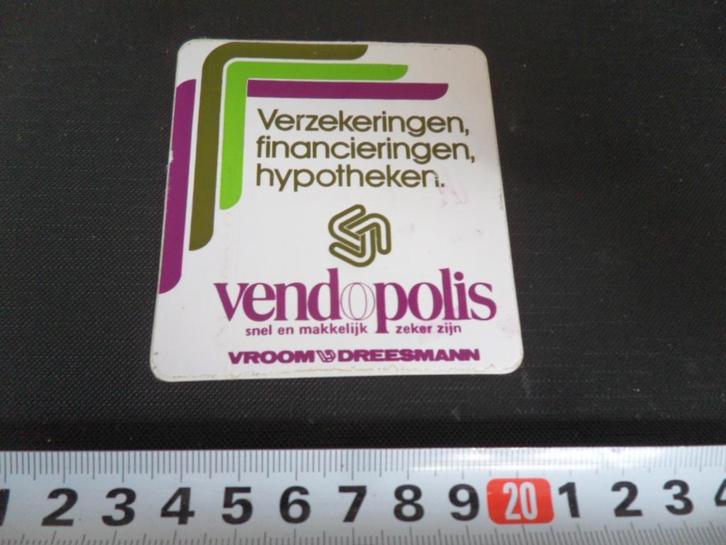 Verzekeringen,
financieringen,
hypotheken.
vendopolis
snel en makkelijk zeker zijn
VROOM DREESMANN
1 2 3 4 5 6 7 8 9 20 1 2 3 4